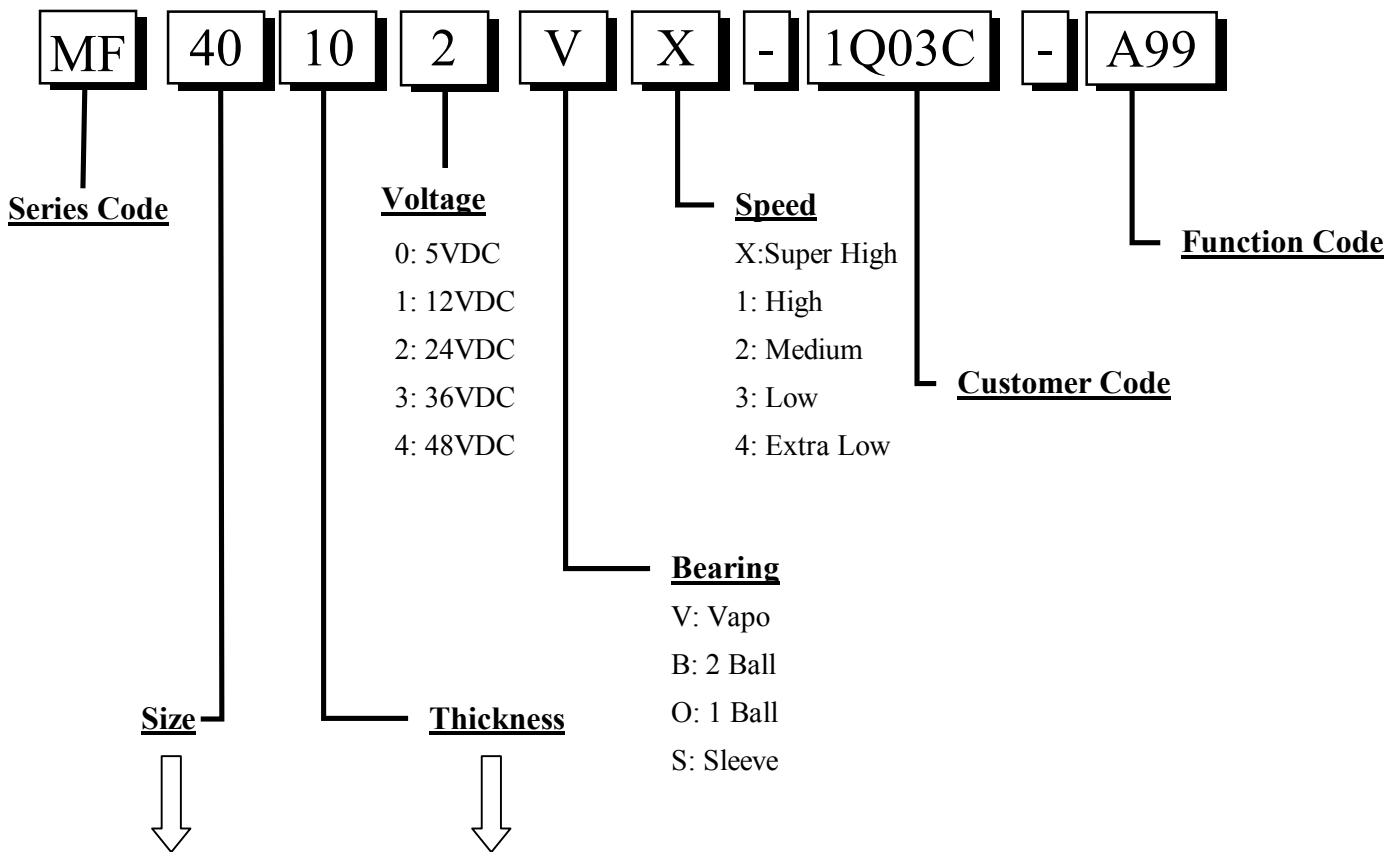 MF 40 10 2 V X - 1Q03C - A99
Series Code
Voltage
0: 5VDC
1: 12VDC
2: 24VDC
3: 36VDC
4: 48VDC
Speed
X:Super High
1: High
2: Medium
3: Low
4: Extra Low
Function Code
Customer Code
Bearing
V: Vapo
B: 2 Ball
O: 1 Ball
S: Sleeve
Size
Thickness